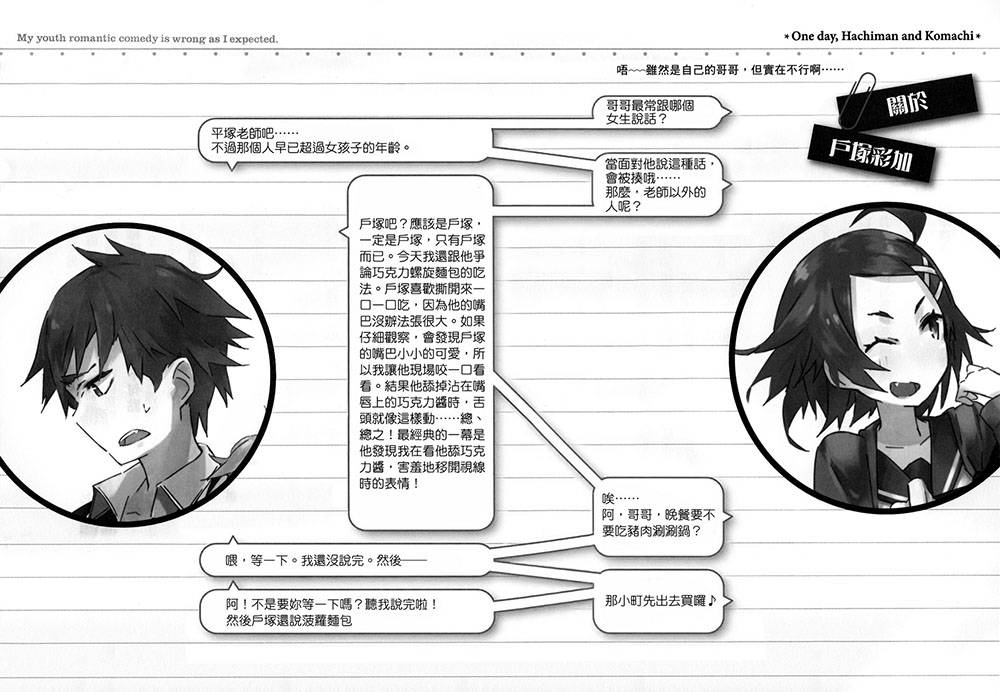 My youth romantic comedy is wrong as I expected.
*One day, Hachiman and Komachi*
唔~~雖然是自己的哥哥，但實在不行啊……
關於
戶塚彩加
哥哥最常跟哪個
女生說話？
平塚老師吧……
不過那個人早已超過女孩子的年齡。
當面對他說這種話，
會被揍哦……
那麼，老師以外的
人呢？
戶塚吧？應該是戶塚，
一定是戶塚，只有戶塚
而已。今天我還跟他爭
論巧克力螺旋麵包的吃
法。戶塚喜歡撕開來一
口一口吃，因為他的嘴
巴沒辦法張很大。如果
仔細觀察，會發現戶塚
的嘴巴小小的可愛，所
以我讓他現場咬一口看
看。結果他舔掉沾在嘴
唇上的巧克力醬時，舌
頭就像這樣動……總、
總之！最經典的一幕是
他發現我在看他舔巧克
力醬，害羞地移開視線
時的表情！
唉……
阿，哥哥，晚餐要不
要吃豬肉涮涮鍋？
喂，等一下。我還沒說完。然後——
那小町先出去買囉♪
阿！不是要妳等一下嗎？聽我說完啦！
然後戶塚還說菠蘿麵包